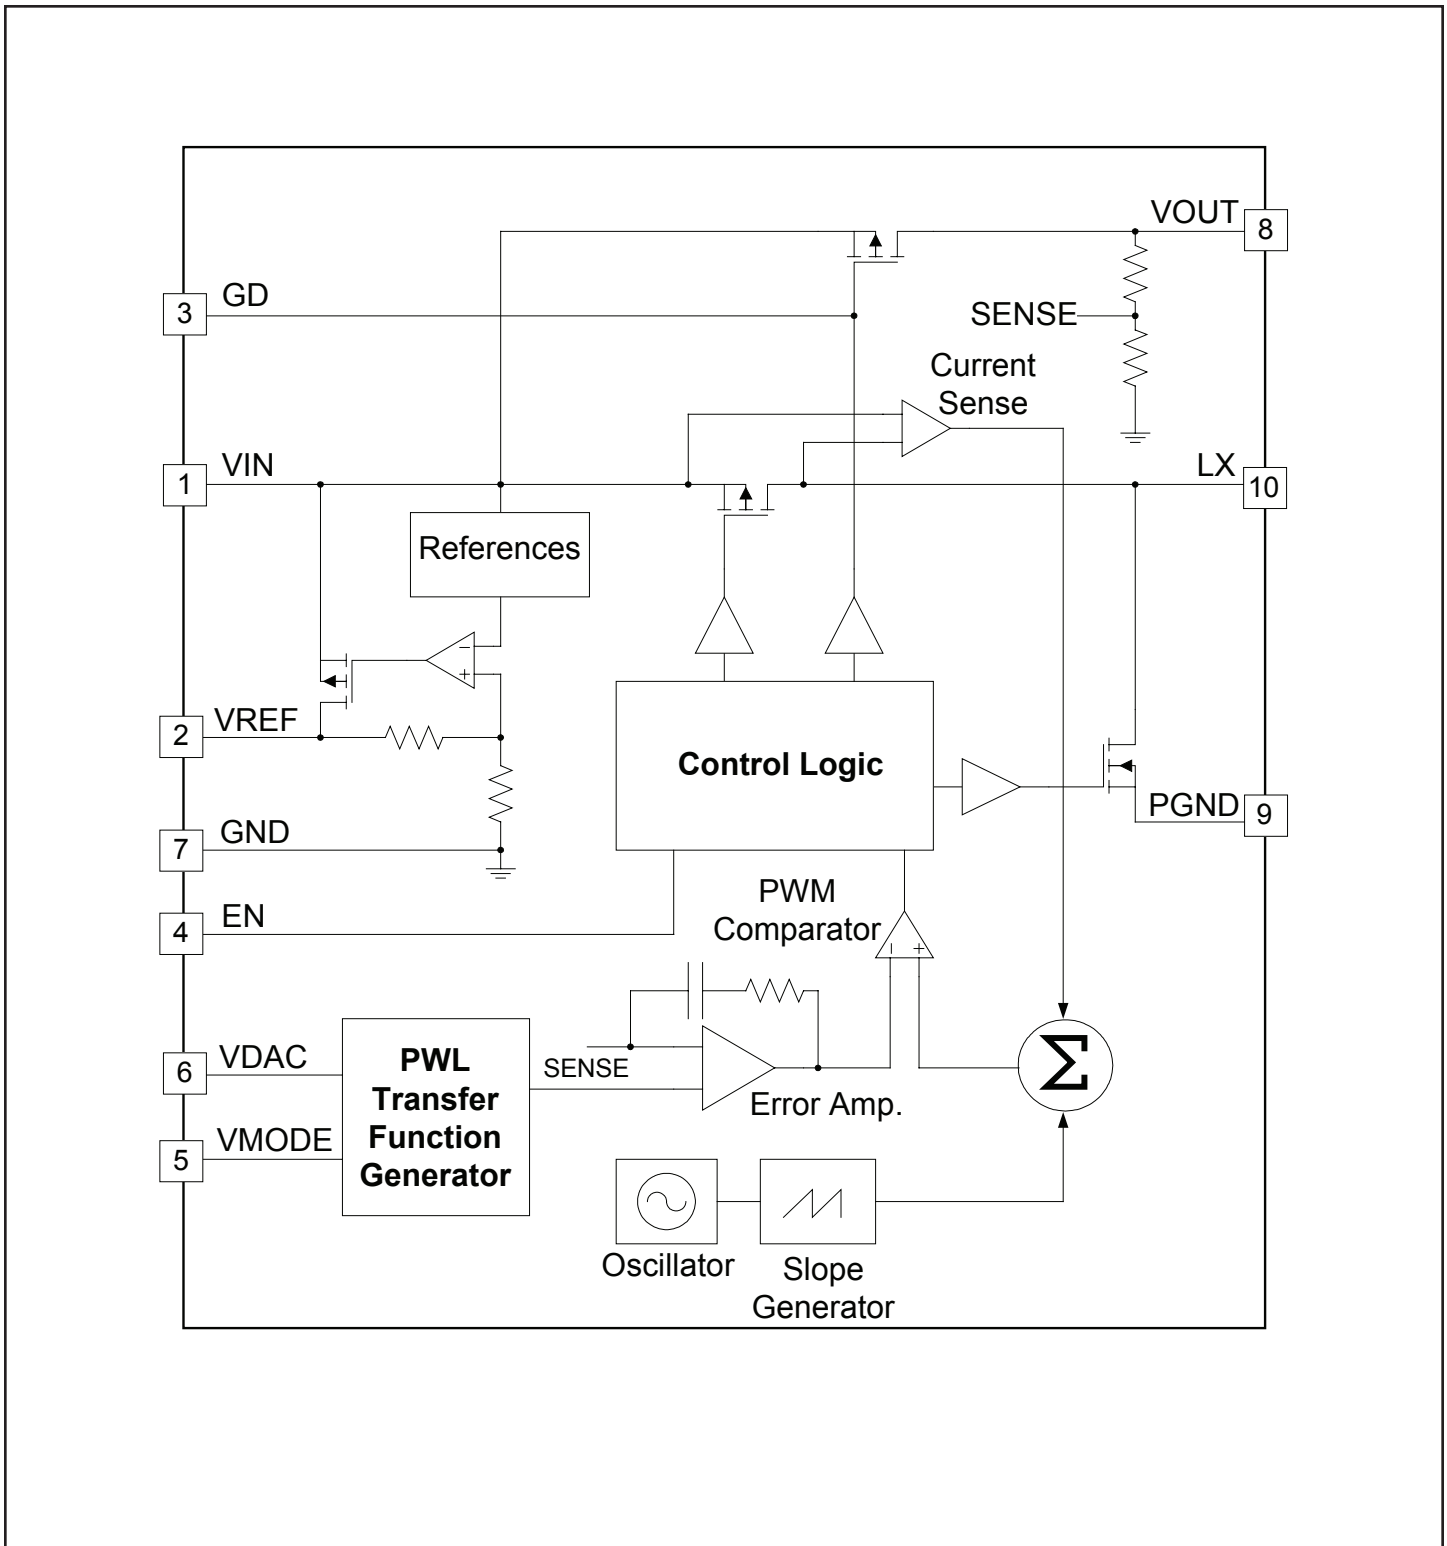 VOUT
8
GD
3
SENSE
Current
Sense
VIN
1
LX
10
References
−
+
VREF
2
Control Logic
PGND
9
GND
7
PWM
Comparator
EN
4
−
+
VDAC
6
SENSE
PWL
Transfer
Function
Generator
Σ
Error Amp.
VMODE
5
Oscillator
Slope
Generator